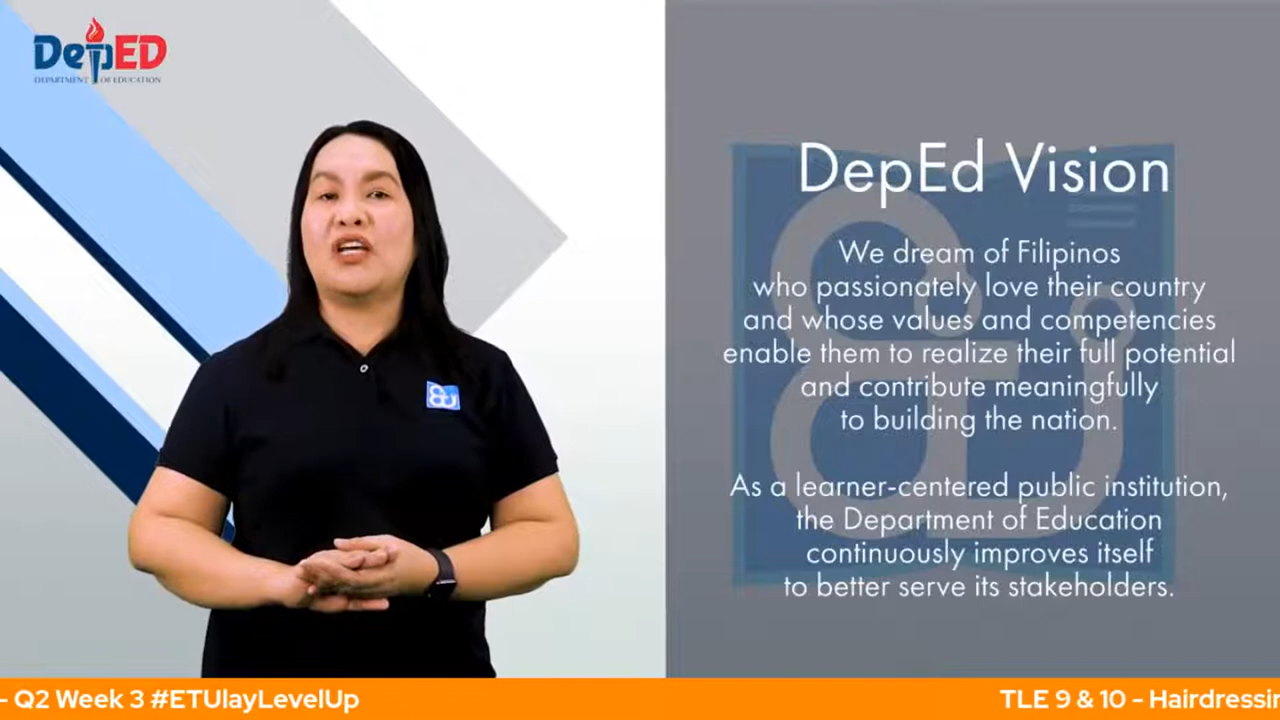 DepED
DEPARTMENT OF EDUCATION
DepEd Vision
We dream of Filipinos
who passionately love their country
and whose values and competencies
enable them to realize their full potential
and contribute meaningfully
to building the nation.
As a learner-centered public institution,
the Department of Education
continuously improves itself
to better serve its stakeholders.
- Q2 Week 3 #ETUlayLevelUp
TLE 9 & 10 - Hairdressin